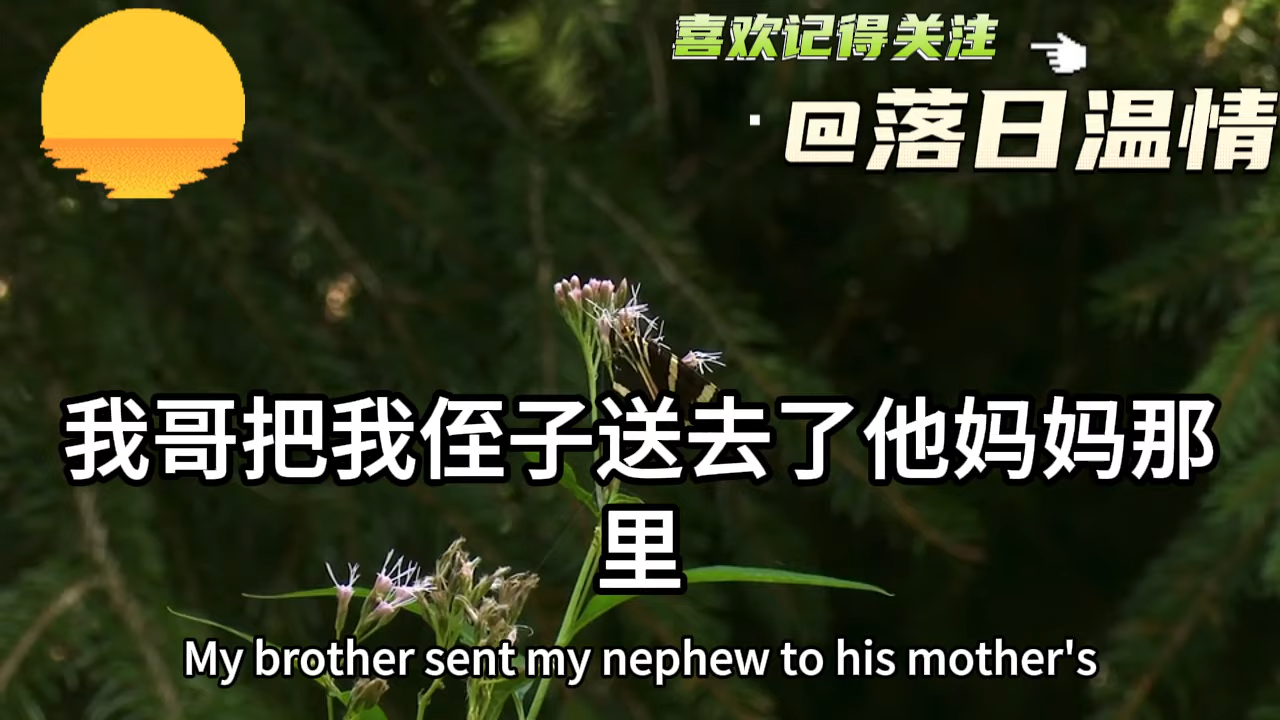 喜欢记得关注
@落日温情
我哥把我侄子送去了他妈妈那
里
My brother sent my nephew to his mother's